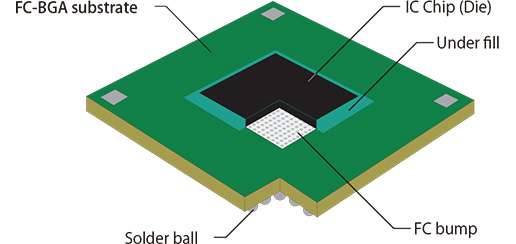 FC-BGA substrate
IC Chip (Die)
Under fill
FC bump
Solder ball